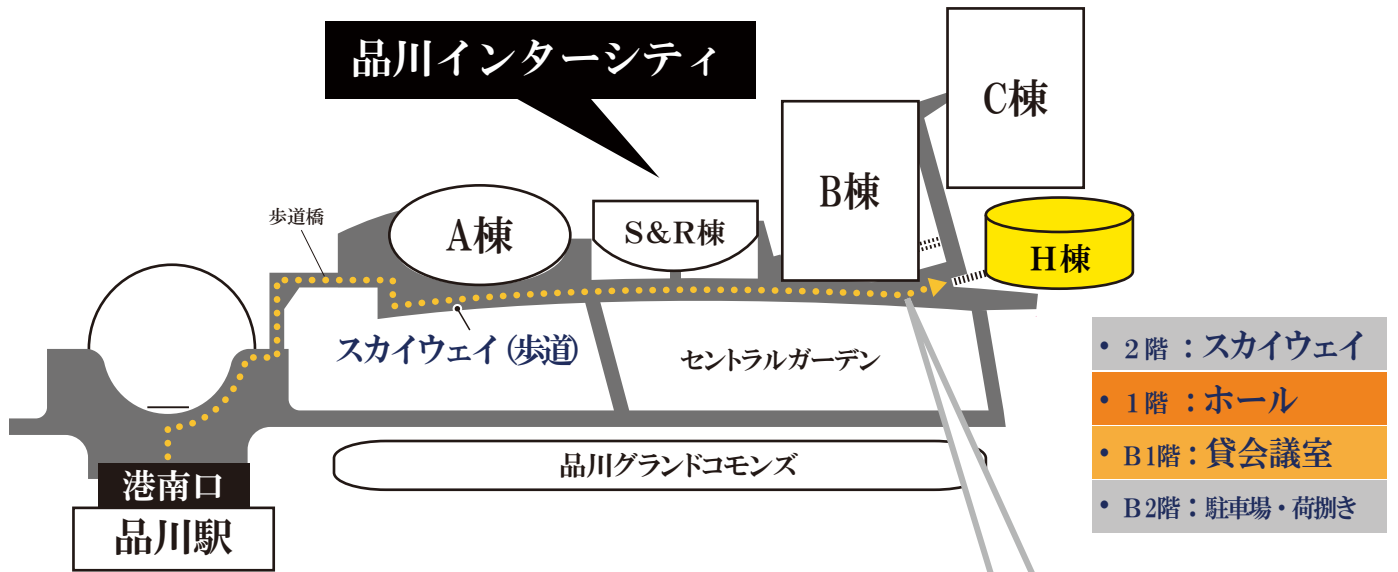 品川インターシティ
C棟
B棟
歩道橋
A棟
S&R棟
H棟
スカイウェイ（歩道）
セントラルガーデン
・2階：スカイウェイ
・1階：ホール
・B1階：貸会議室
・B2階：駐車場・荷捌き
品川グランドコモンズ
港南口
品川駅